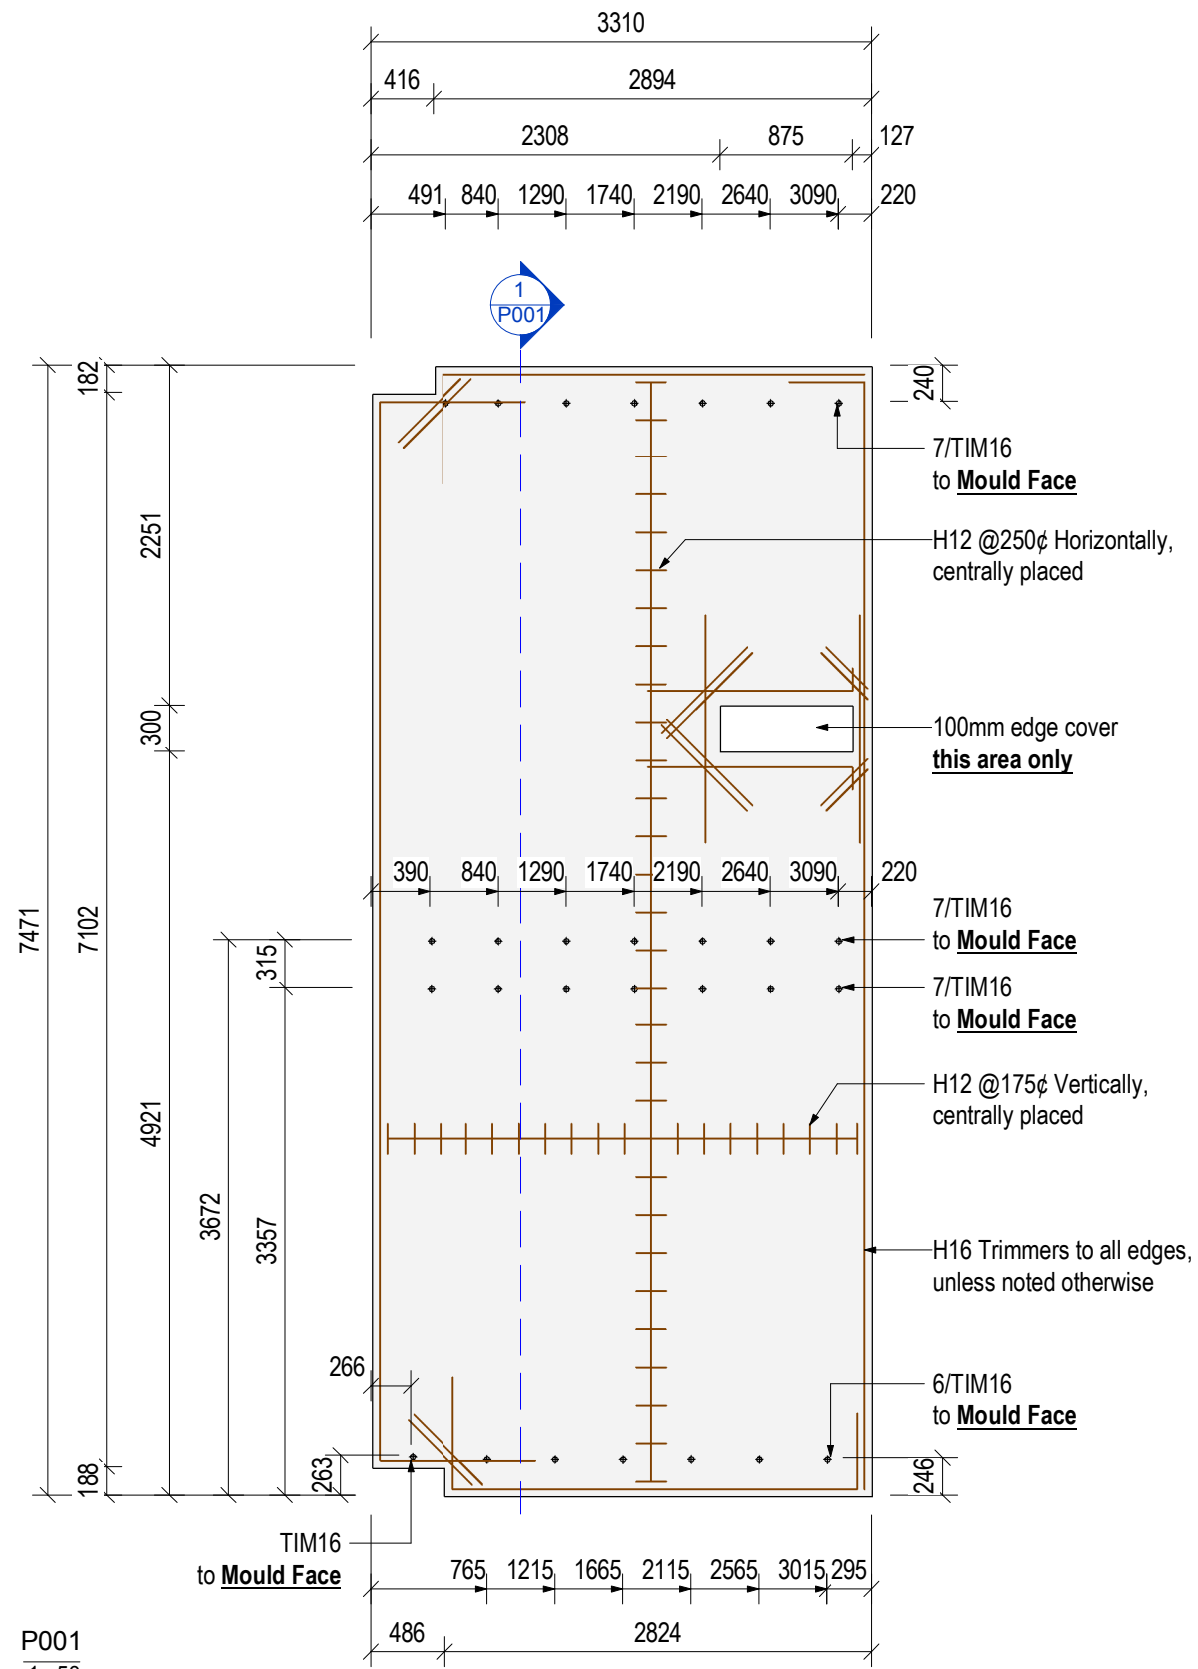 3310
416 2894
2308 875 127
491 840 1290 1740 2190 2640 3090 220
1
P001
182
240
7/TIM16
to Mould Face
H12 @250¢ Horizontally,
centrally placed
2251
300
100mm edge cover
this area only
390 840 1290 1740 2190 2640 3090 220
7/TIM16
to Mould Face
7471
7102
315
7/TIM16
to Mould Face
H12 @175¢ Vertically,
centrally placed
4921
3672
3357
H16 Trimmers to all edges,
unless noted otherwise
266
6/TIM16
to Mould Face
188
263
246
TIM16
to Mould Face
765 1215 1665 2115 2565 3015 295
486 2824
P001